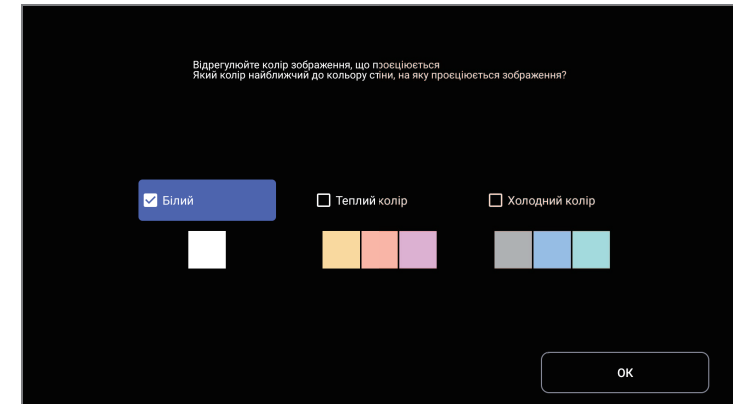 Відрегулюйте колір зображення, що проєціюється
Який колір найближчий до кольору стіни, на яку проєціюється зображення?
Білий
Теплий колір
Холодний колір
ОК